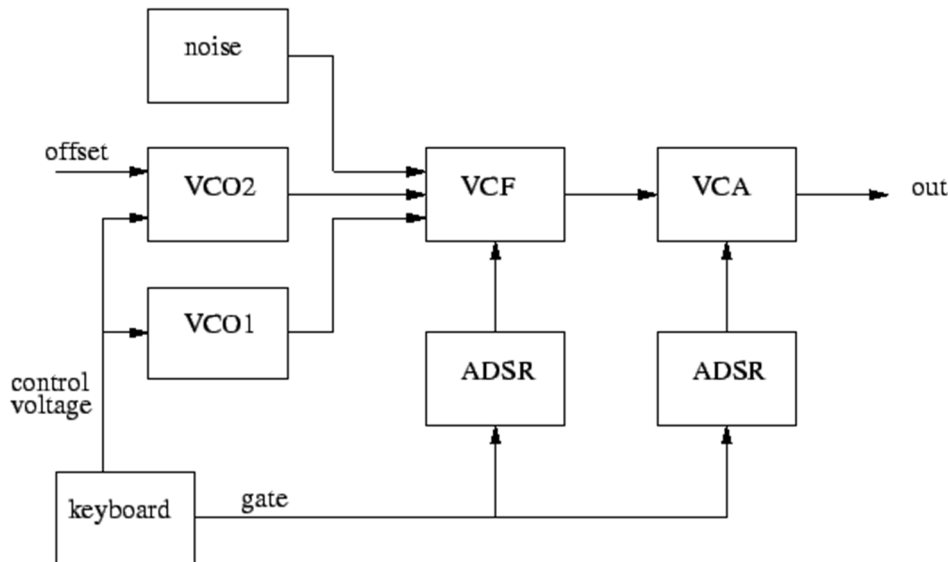 noise
offset
VCO2
VCF
VCA
out
VCO1
ADSR
ADSR
control
voltage
keyboard
gate